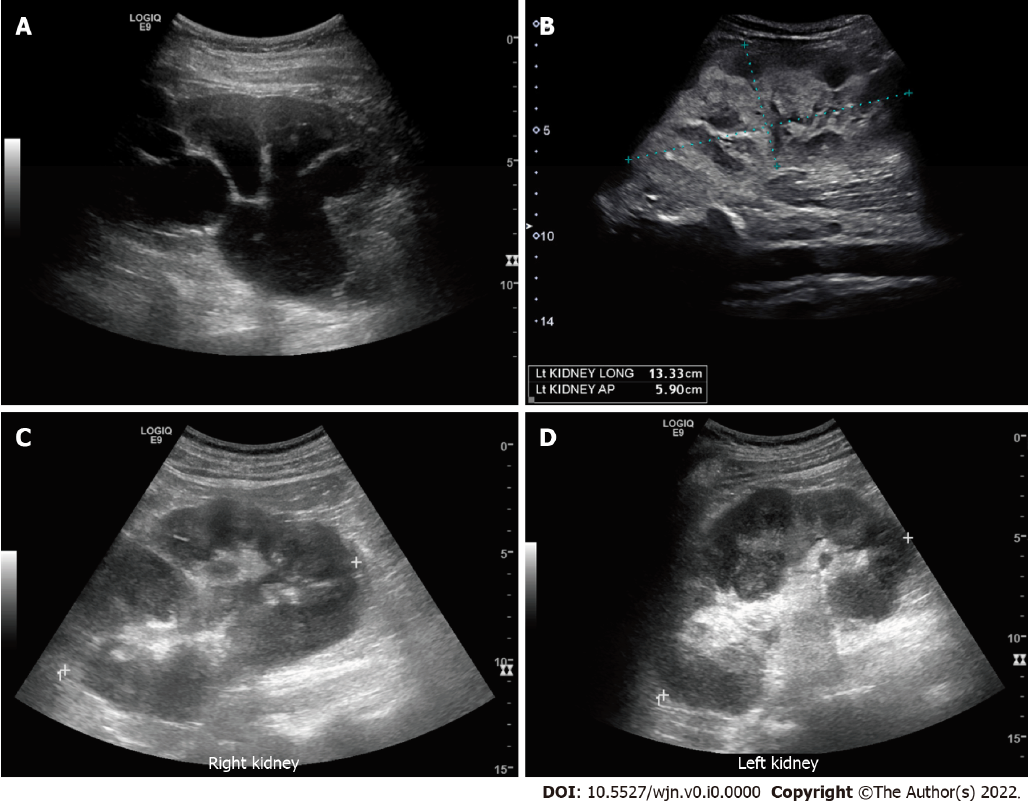 A
LOGIQ
E9
0
5
10
B
5
10
14
Lt KIDNEY LONG 13.33cm
Lt KIDNEY AP 5.90cm
C
LOGIQ
E9
0
5
10
15
1
Right kidney
D
LOGIQ
E9
0
5
10
15
1
Left kidney
DOI: 10.5527/wjn.v0.i0.0000 Copyright ©The Author(s) 2022.